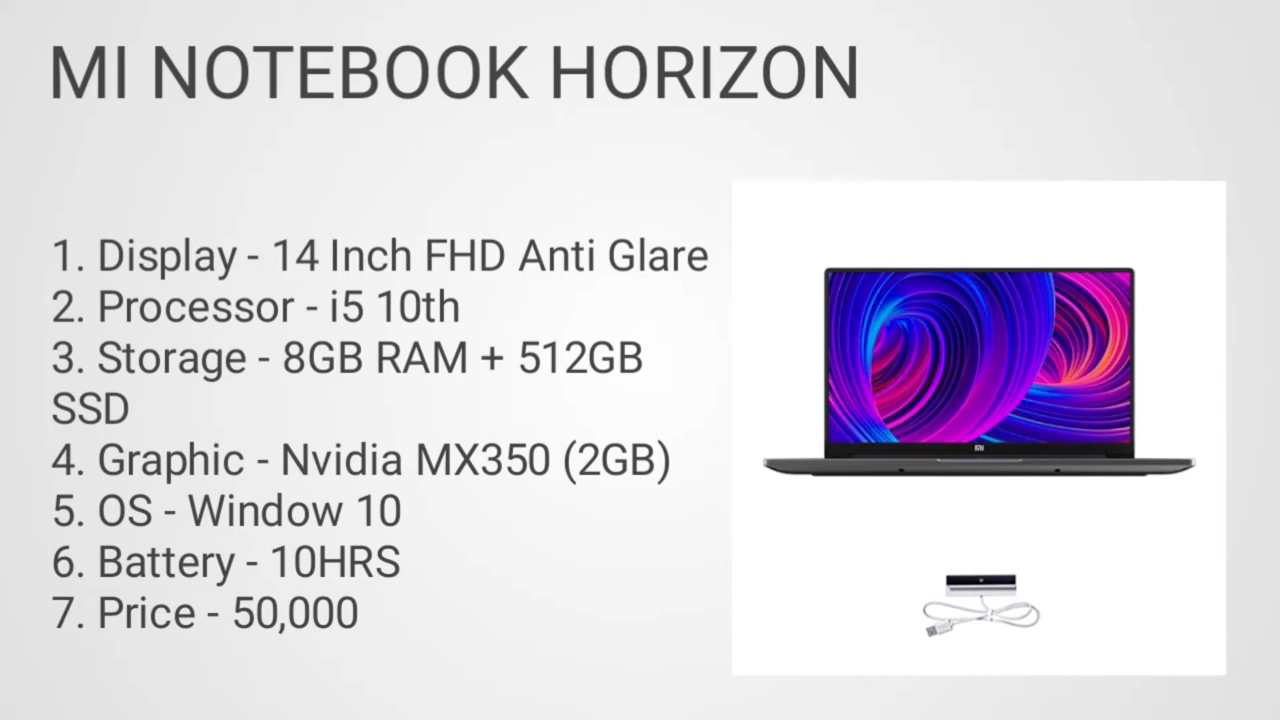 MI NOTEBOOK HORIZON
1. Display - 14 Inch FHD Anti Glare
2. Processor - i5 10th
3. Storage - 8GB RAM + 512GB
SSD
4. Graphic - Nvidia MX350 (2GB)
5. OS - Window 10
6. Battery - 10HRS
7. Price - 50,000
mi